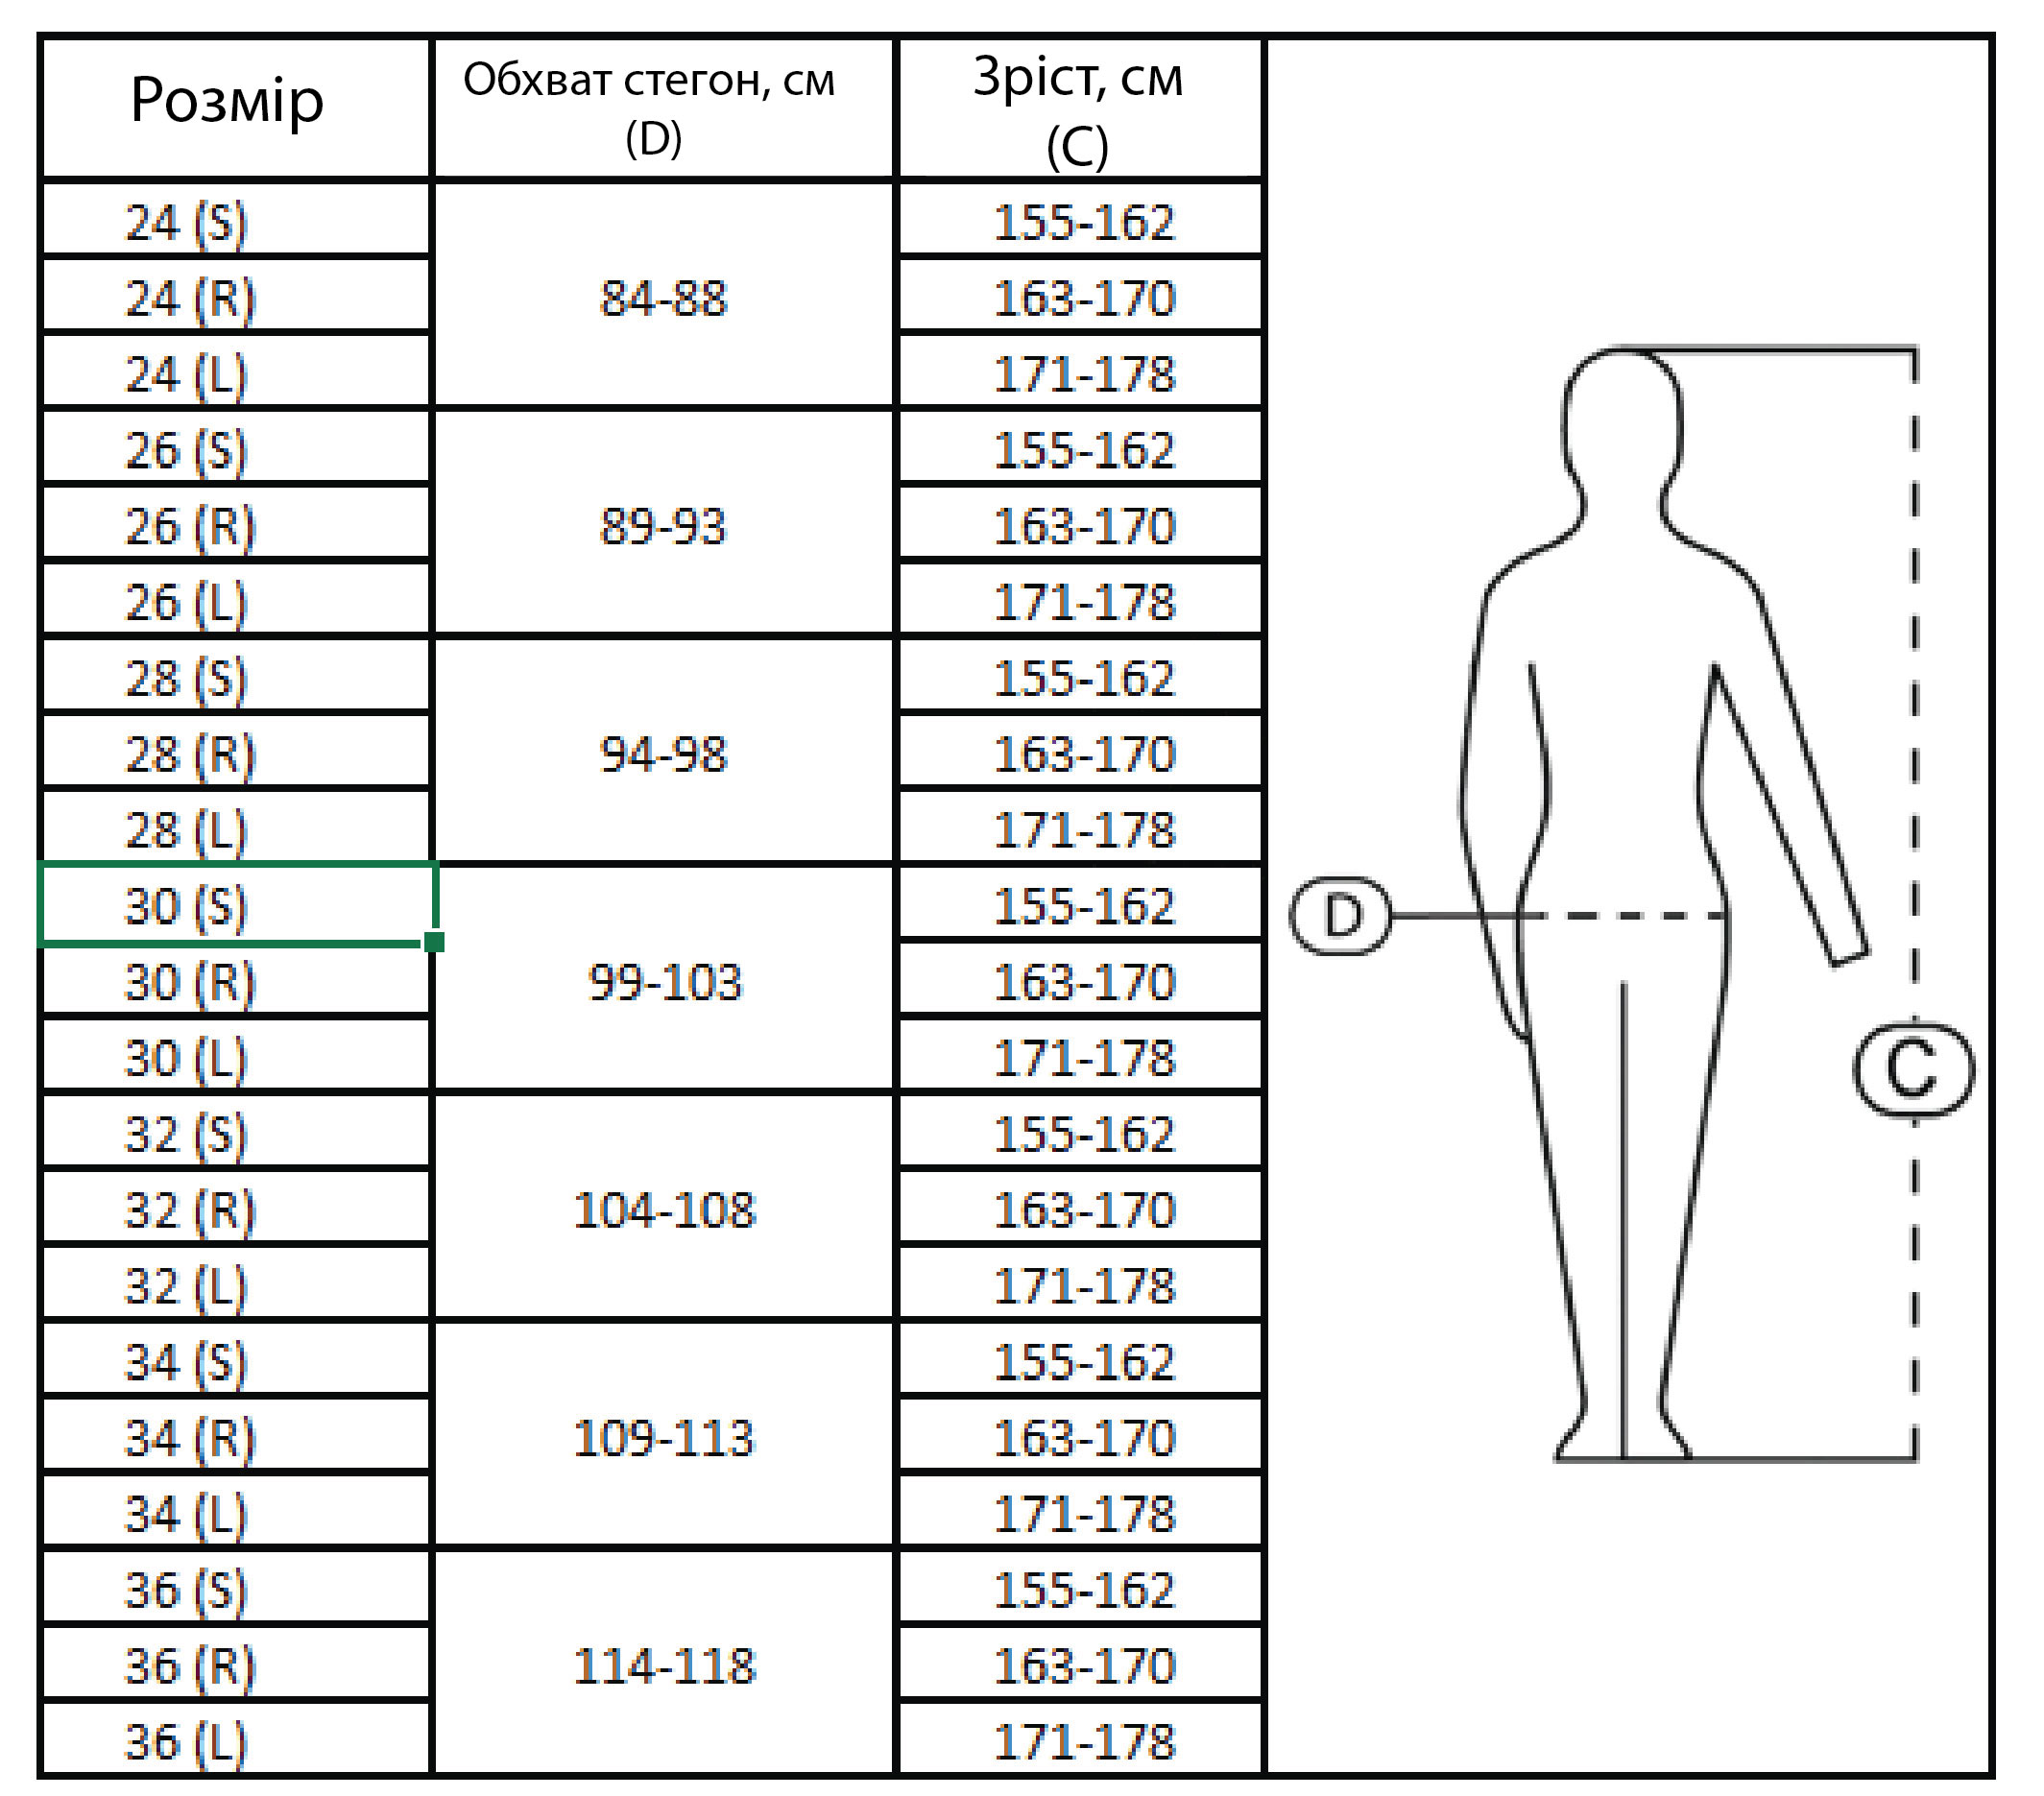 Розмір
Обхват стегон, см
(D)
Зріст, см
(C)
24 (S)
84-88
155-162
24 (R)
163-170
24 (L)
171-178
26 (S)
89-93
155-162
26 (R)
163-170
26 (L)
171-178
28 (S)
94-98
155-162
28 (R)
163-170
28 (L)
171-178
30 (S)
99-103
155-162
30 (R)
163-170
30 (L)
171-178
32 (S)
104-108
155-162
32 (R)
163-170
32 (L)
171-178
34 (S)
109-113
155-162
34 (R)
163-170
34 (L)
171-178
36 (S)
114-118
155-162
36 (R)
163-170
36 (L)
171-178
D
C